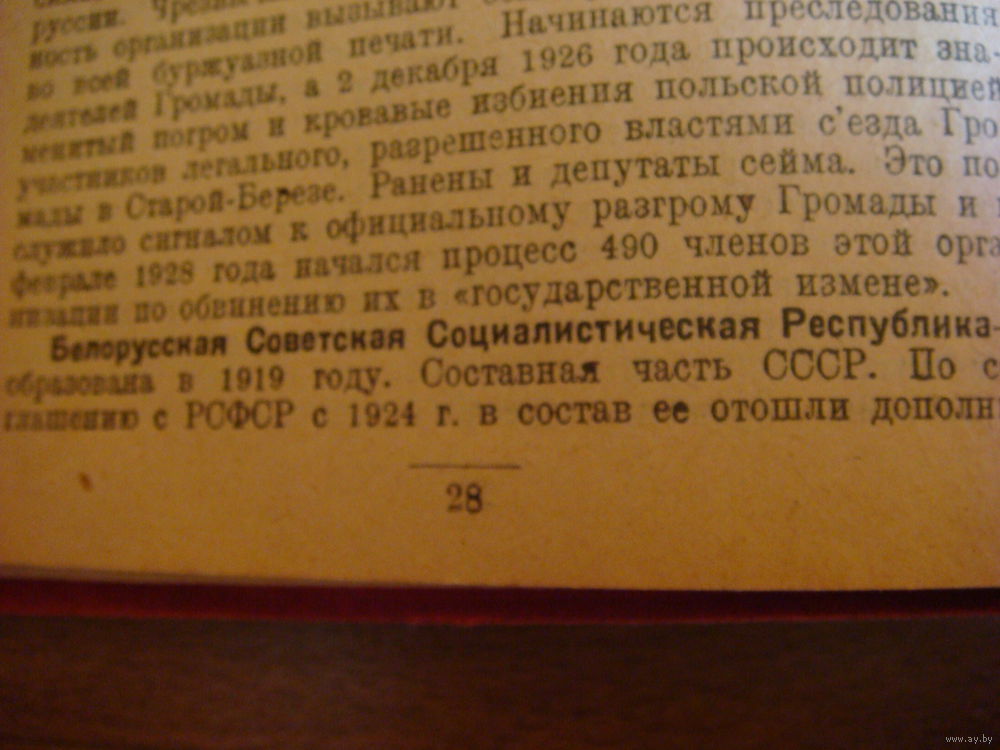 руссии.
ность организации вызывают
во всей буржуазной печати. Начинаются преследования
деятелей Громады, а 2 декабря 1926 года происходит зна-
менитый погром и кровавые избиения польской полицией
участников легального, разрешенного властями с'езда Гро
мады в Старой-Березе. Ранены и депутаты сейма. Это по
служило сигналом к официальному разгрому Громады и
феврале 1928 года начался процесс 490 членов этой орга
низации по обвинению их в «государственной измене».
Белорусская Советская Социалистическая Республика-
образована в 1919 году. Составная часть СССР. По с
глашению с РСФСР с 1924 г. в состав ее отошли дополн
28
www.ay.by